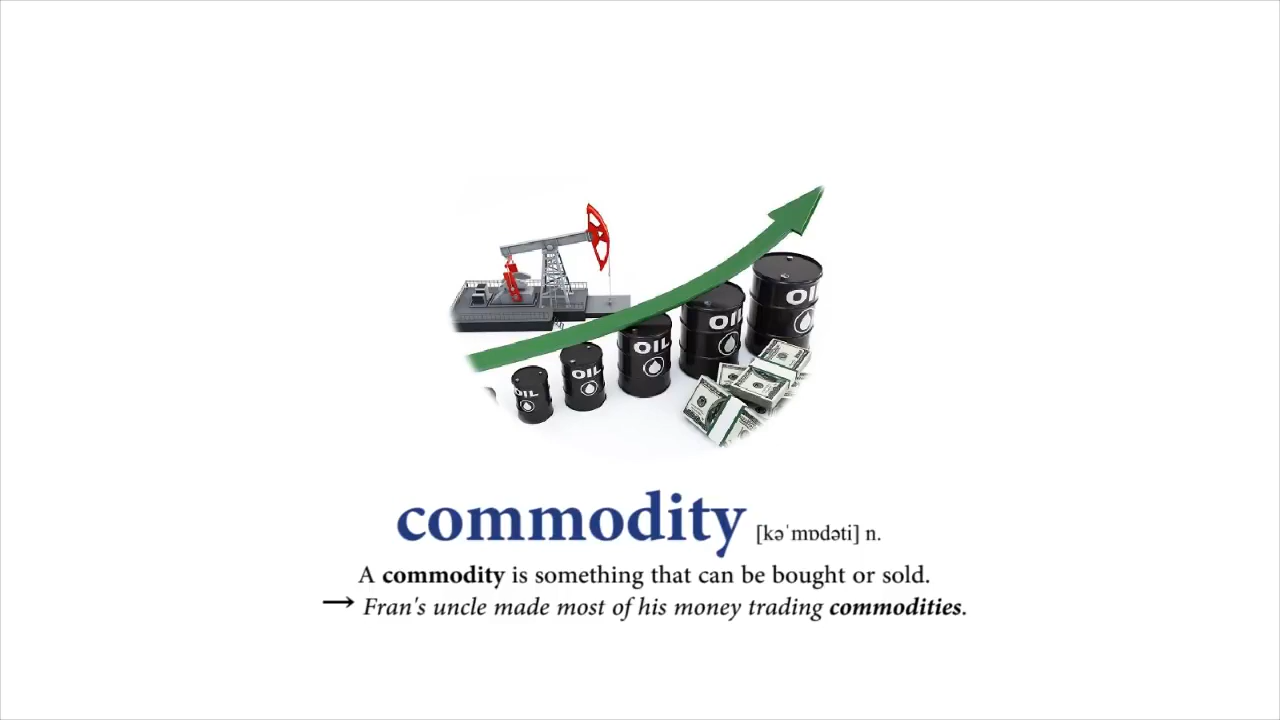 OIL
OIL
OIL
OIL
OIL
commodity [kəˈmɒdəti] n.
A commodity is something that can be bought or sold.
→ Fran's uncle made most of his money trading commodities.